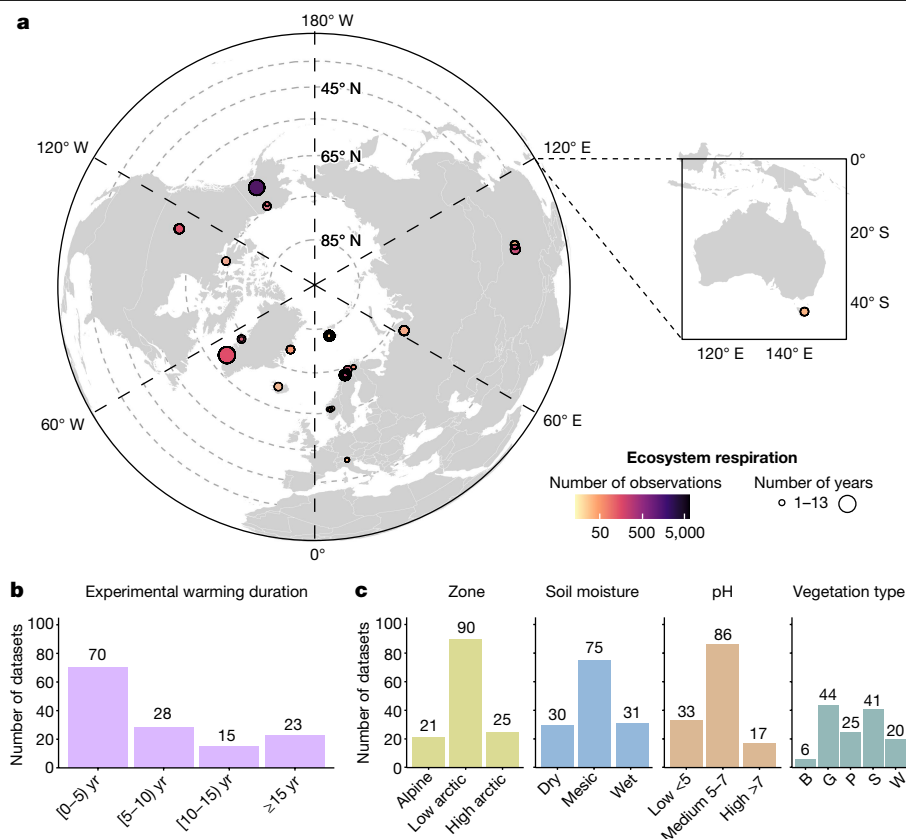 a
180° W
45° N
120° W
120° E
65° N
0°
85° N
20° S
40° S
120° E 140° E
60° W
60° E
Ecosystem respiration
Number of observations
Number of years
1–13
50 500 5,000
0°
b
Experimental warming duration
Number of datasets
100
80
60
40
20
0
70
28
15
23
[0–5) yr
[5–10) yr
[10–15) yr
≥15 yr
c
Zone
Number of datasets
100
80
60
40
20
0
21
90
25
Alpine
Low arctic
High arctic
Soil moisture
30
75
31
Dry
Mesic
Wet
pH
33
86
17
Low <5
Medium 5–7
High >7
Vegetation type
6
44
25
41
20
B
G
P
S
W